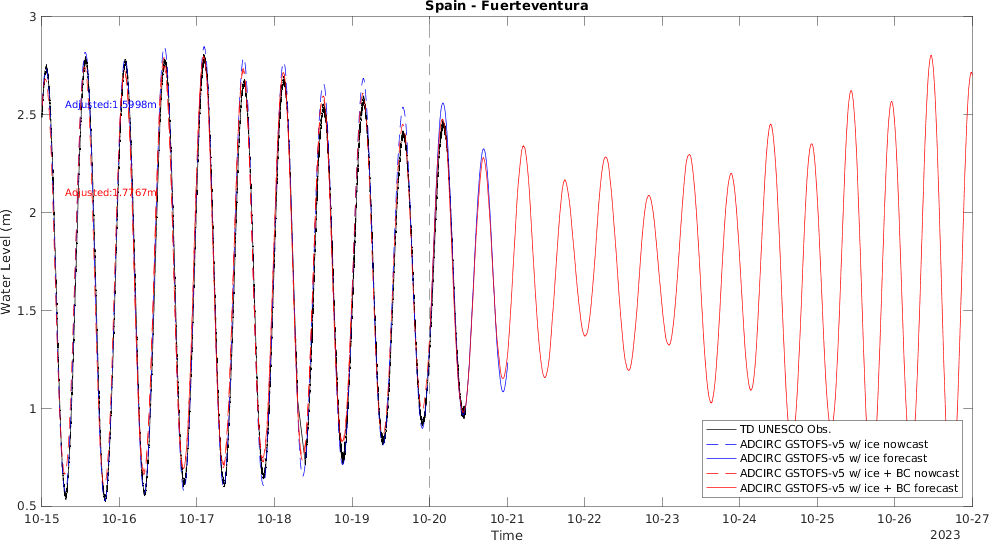 Spain - Fuerteventura
3
2.5
2
1.5
1
0.5
Water Level (m)
Adjusted:1.5998m
Adjusted:1.7767m
TD UNESCO Obs.
ADCIRC GSTOFS-v5 w/ ice nowcast
ADCIRC GSTOFS-v5 w/ ice forecast
ADCIRC GSTOFS-v5 w/ ice + BC nowcast
ADCIRC GSTOFS-v5 w/ ice + BC forecast
10-15 10-16 10-17 10-18 10-19 10-20 10-21 10-22 10-23 10-24 10-25 10-26 10-27
Time
2023